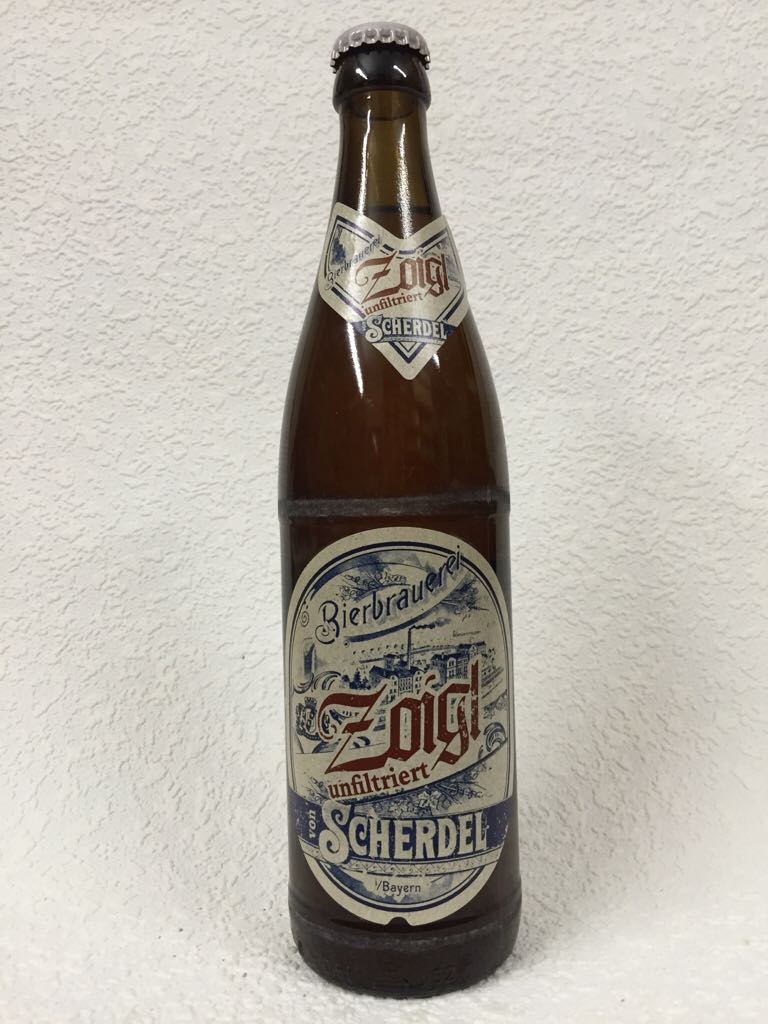 Bierbrauerei
Zoigl
unfiltriert
SCHERDEL
Bierbrauerei
Zoigl
unfiltriert
von SCHERDEL
i/Bayern